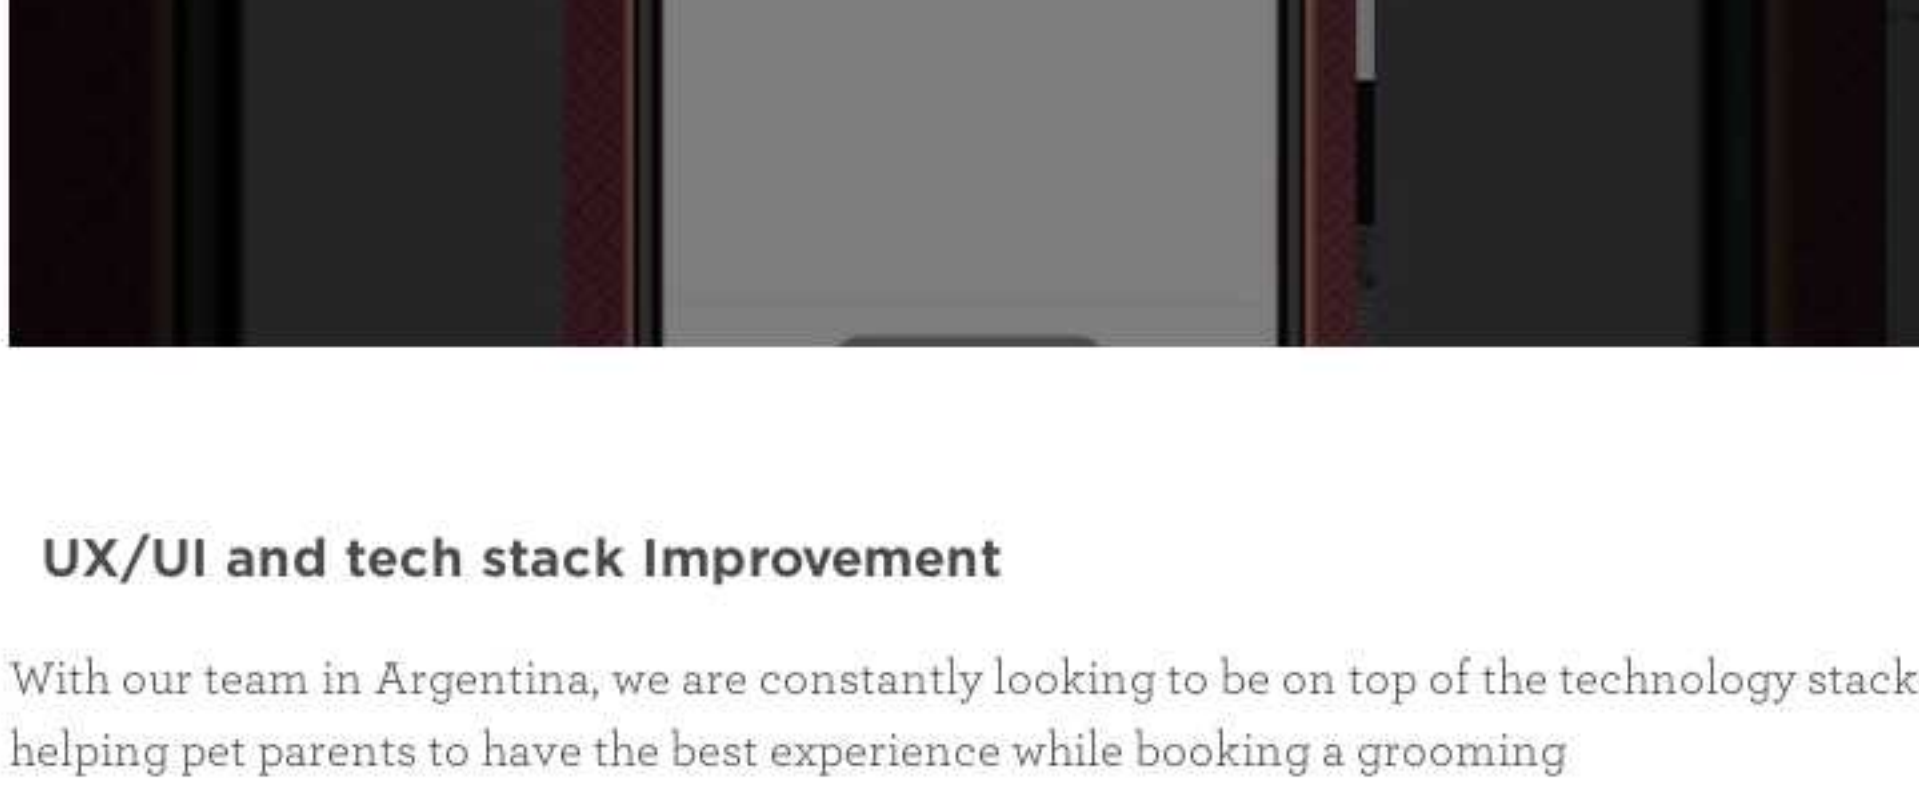 UX/UI and tech stack Improvement
With our team in Argentina, we are constantly looking to be on top of the technology stack
helping pet parents to have the best experience while booking a grooming